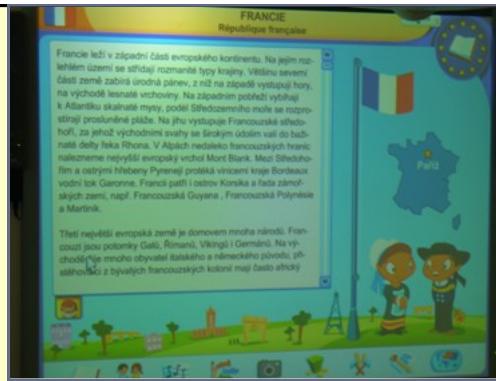 FRANCIE
République française
Francie leží v západní části evropského kontinentu. Na jejím roz-
lehlém území se střídají rozmanité typy krajiny. Většinu severní
části země zabírá úrodná pánev, z níž na západě vystupují hory,
na východě lesnaté vrchoviny. Na západním pobřeží vybíhají
k Atlantiku skalnaté mysy, podél Středozemního moře se rozpro-
stírají prosluněné pláže. Na jihu vystupuje Francouzské středo-
hoří, za jehož východními svahy se širokým údolím valí do baži-
naté delty řeka Rhona. V Alpách nedaleko francouzských hranic
nalezneme nejvyšší evropský vrchol Mont Blank. Mezi Středoho-
řím a ostrými hřebeny Pyrenejí protéká vinicemi kraje Bordeaux
vodní tok Garonne. Francii patří i ostrov Korsika a řada zámoř-
ských zemí, např. Francouzská Guyana , Francouzská Polynésie
a Martinik.
Třetí největší evropská země je domovem mnoha národů. Fran-
couzi jsou potomky Galů, Římanů, Vikingů i Germánů. Na vý-
chodě žije mnoho obyvatel italského a německého původu, při-
stěhovalci z bývalých francouzských kolonií mají často africký
Paříž